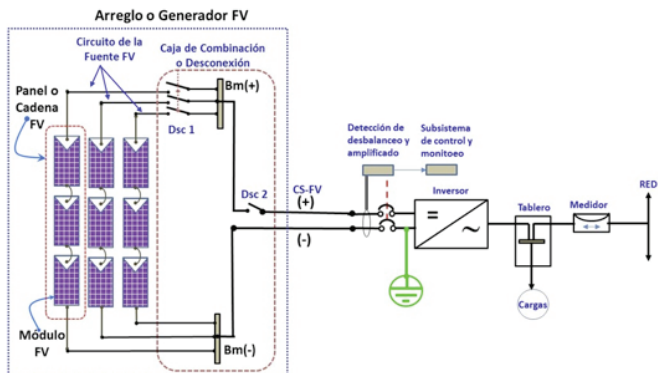 Arreglo o Generador FV
Circuito de la
Fuente FV
Caja de Combinación
o Desconexión
Panel o
Cadena
FV
Bm(+)
Dsc 1
Detección de
desbalanceo y
amplificado
Subsistema
de control y
monitoeo
Dsc 2
CS-FV
(+)
(-)
Inversor
=
~
Tablero
Medidor
RED
Cargas
Módulo
FV
Bm(-)